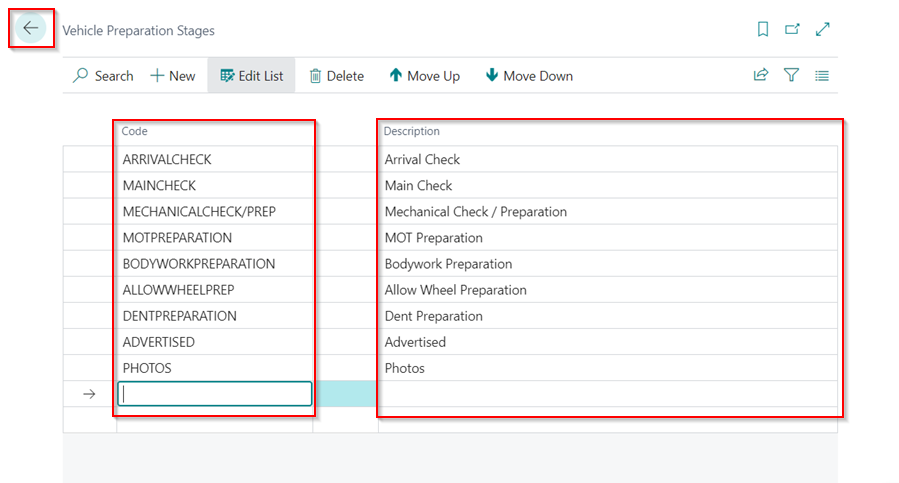 Vehicle Preparation Stages
Search New Edit List Delete Move Up Move Down
Code Description
ARRIVALCHECK Arrival Check
MAINCHECK Main Check
MECHANICALCHECK/PREP Mechanical Check / Preparation
MOTPREPARATION MOT Preparation
BODYWORKPREPARATION Bodywork Preparation
ALLOWWHEELPREP Allow Wheel Preparation
DENTPREPARATION Dent Preparation
ADVERTISED Advertised
PHOTOS Photos